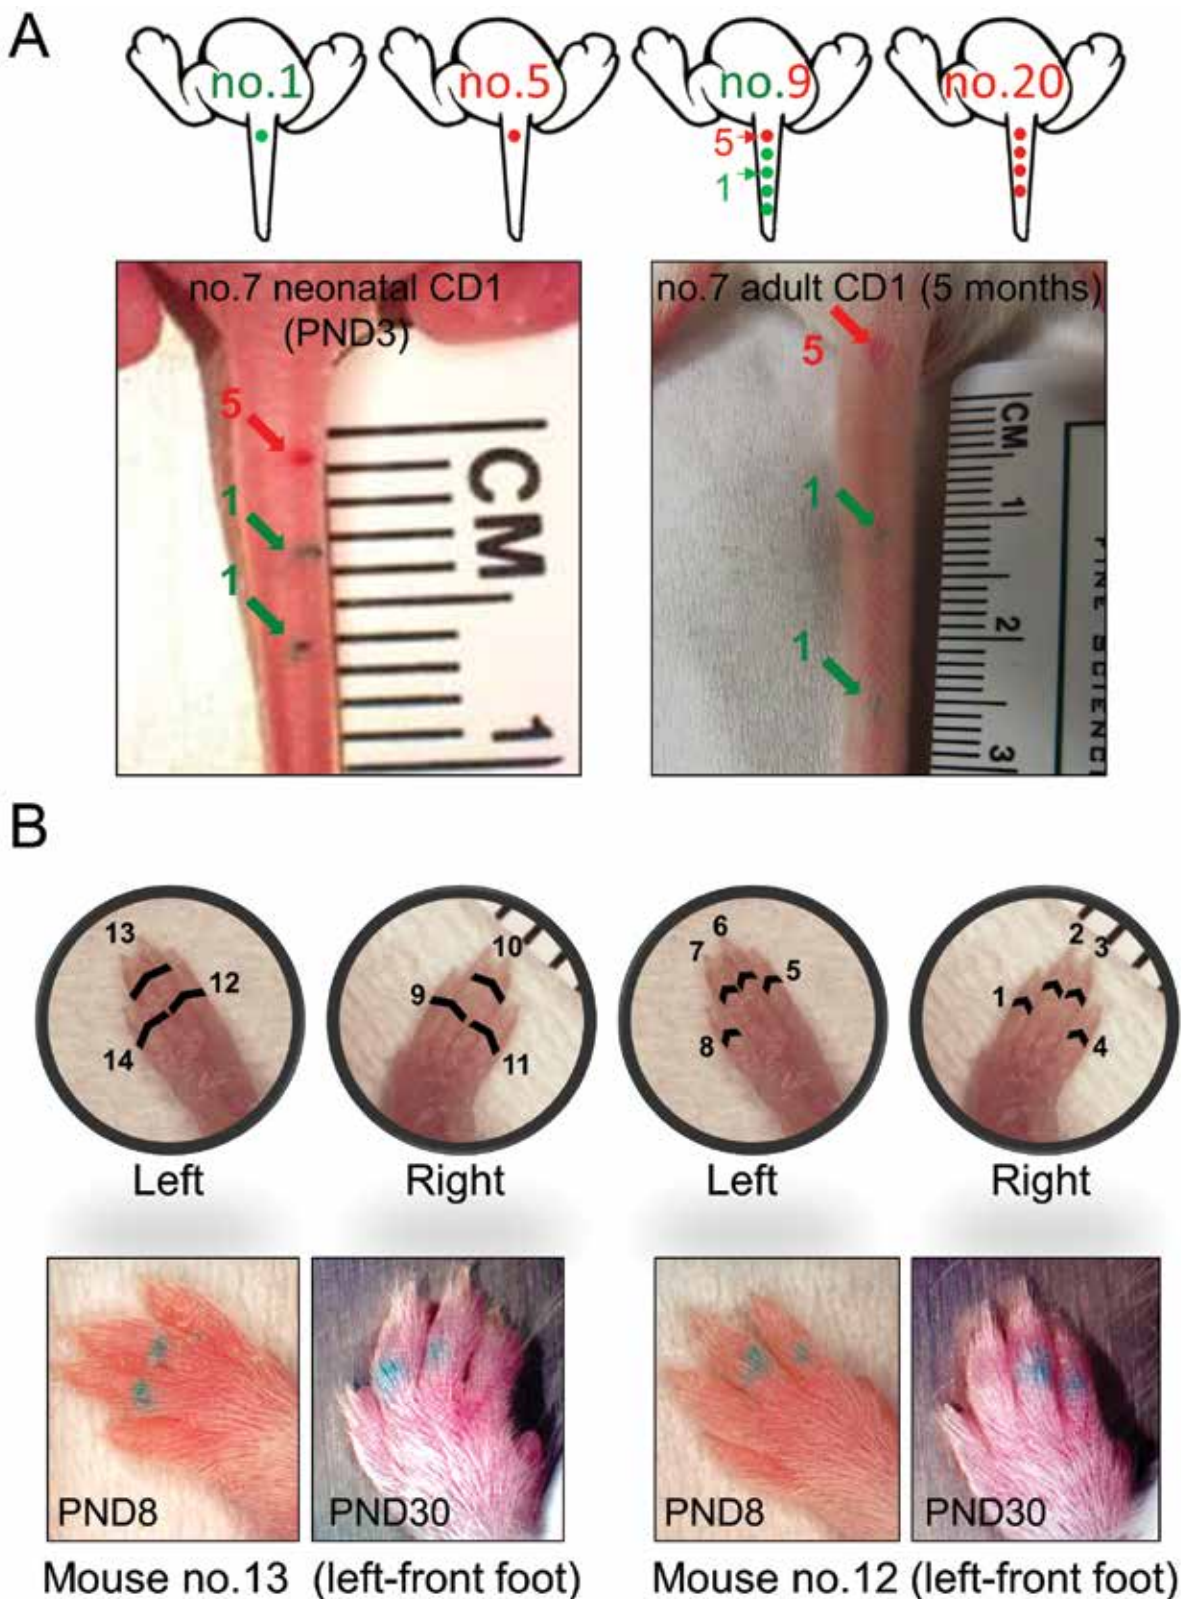 A
no.1
no.5
no.9
no.20
5
1
no.7 neonatal CD1
(PND3)
5
1
1
CM
1
no.7 adult CD1 (5 months)
5
1
1
CM
1
2
3
FINE SCIENC
B
13
12
14
Left
10
9
11
Right
6
7
5
8
Left
2
3
1
4
Right
PND8
PND30
PND8
PND30
Mouse no.13 (left-front foot)
Mouse no.12 (left-front foot)